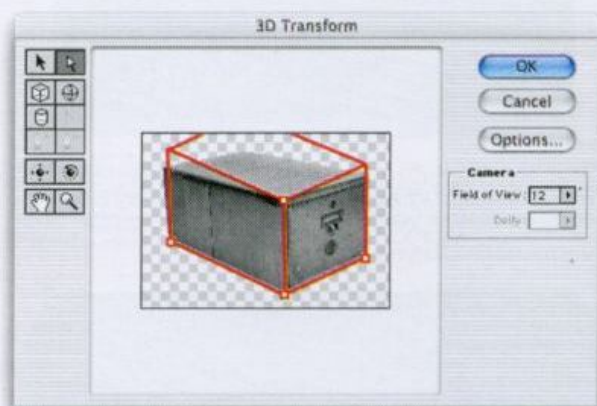 3D Transform
OK
Cancel
Options...
Camera
Field of View: 12 °
Dolly: